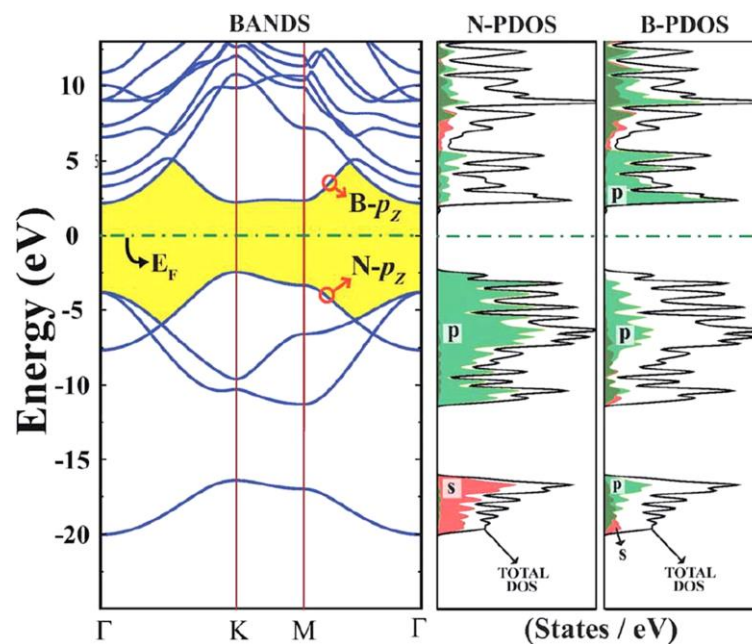 BANDS
N-PDOS
B-PDOS
Energy (eV)
10
5
0
-5
-10
-15
-20
5
B-pZ
EF
N-pZ
Γ
K
M
Γ
p
s
TOTAL
DOS
p
p
p
s
TOTAL
DOS
(States / eV)